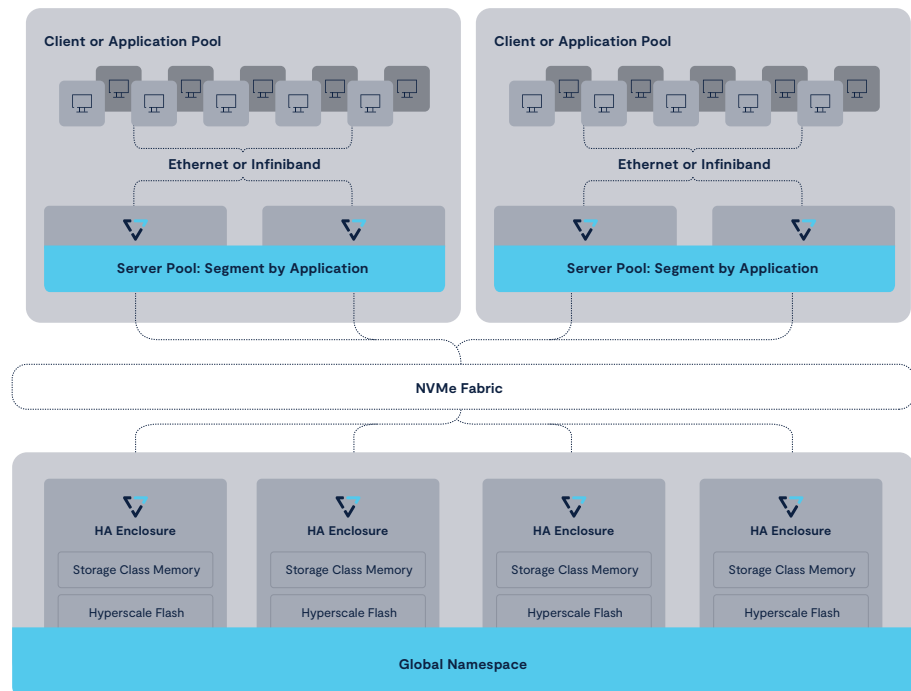 Client or Application Pool
Client or Application Pool
Ethernet or Infiniband
Ethernet or Infiniband
Server Pool: Segment by Application
Server Pool: Segment by Application
NVMe Fabric
HA Enclosure
HA Enclosure
HA Enclosure
HA Enclosure
Storage Class Memory
Storage Class Memory
Storage Class Memory
Storage Class Memory
Hyperscale Flash
Hyperscale Flash
Hyperscale Flash
Hyperscale Flash
Global Namespace